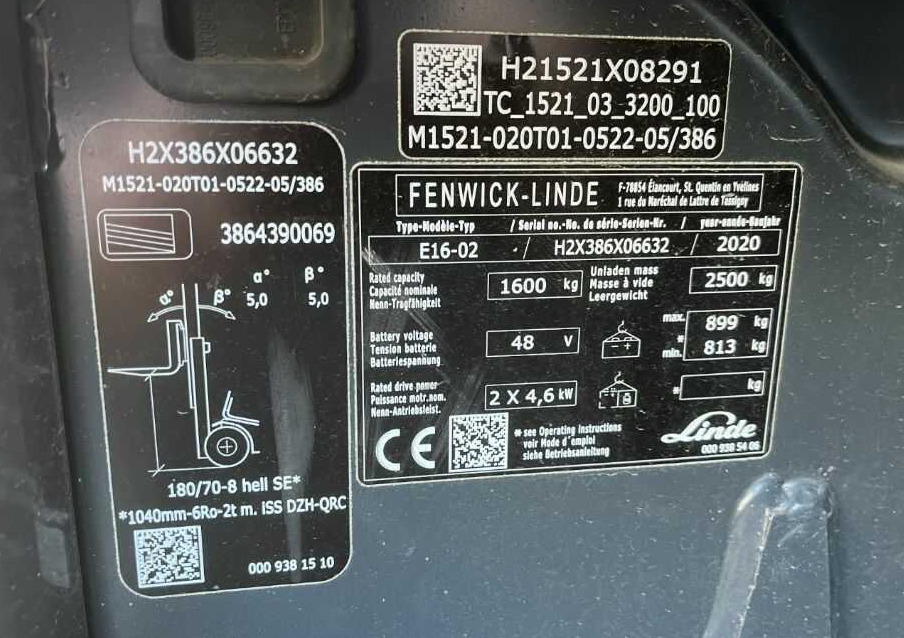 H21521X08291
TC_1521_03_3200_100
M1521-020T01-0522-05/386
H2X386X06632
M1521-020T01-0522-05/386
3864390069
α° β°
α° β° 5,0 5,0
180/70-8 hell SE*
*1040mm-6Ro-2t m. ISS DZH-QRC
000 938 15 10
FENWICK-LINDE
F-78854 Élancourt, St. Quentin en Yvelines
1 rue du Maréchal de Lattre de Tassigny
Type-Modèle-Typ / Serial no.-No. de série-Serien-Nr. / year-année-Baujahr
E16-02 / H2X386X06632 / 2020
Rated capacity
Capacité nominale
Nenn-Tragfähigkeit
1600 kg
Unladen mass
Masse à vide
Leergewicht
2500 kg
Battery voltage
Tension batterie
Batteriespannung
48 V
- +
max. 899 kg
*
min. 813 kg
Rated drive power
Puissance motr.nom.
Nenn-Antriebsleist.
2 X 4,6 kW
* kg
CE
* see Operating Instructions
voir Mode d'emploi
siehe Betriebsanleitung
Linde
000 938 54 06